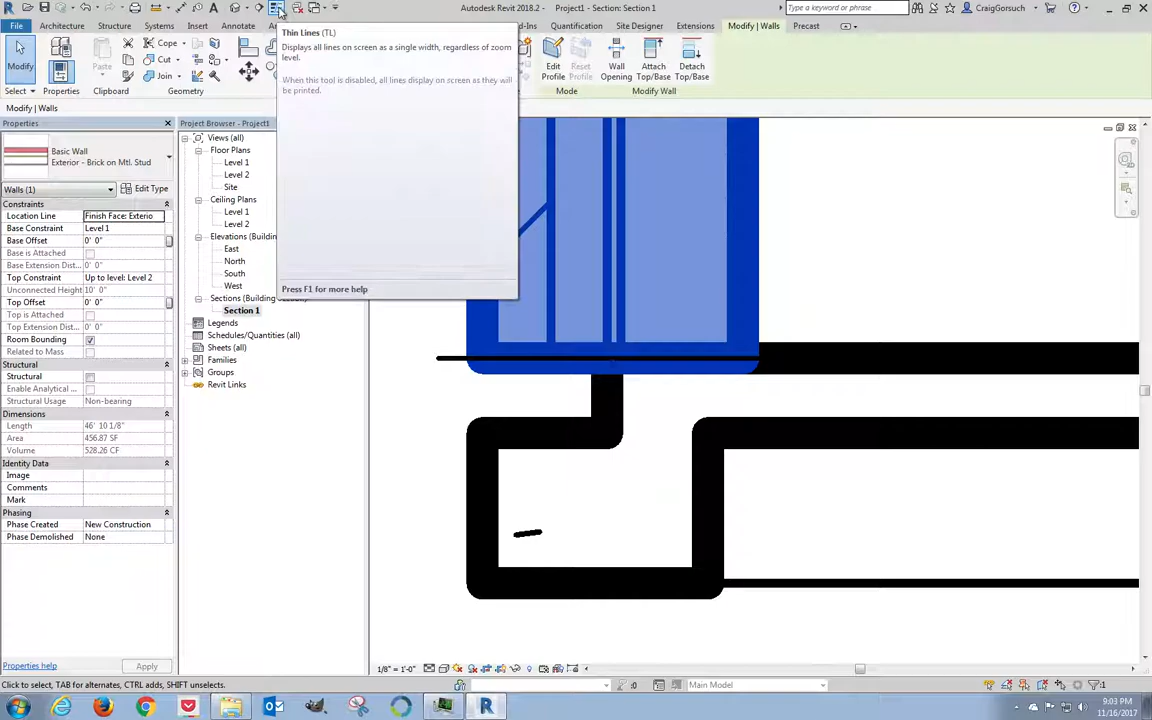 Autodesk Revit 2018.2 - Project1 - Section: Section 1
Type a keyword or phrase
CraigGorsuch
File
Architecture
Structure
Systems
Insert
Annotate
Add-Ins
Quantification
Site Designer
Extensions
Modify | Walls
Precast
Modify
Paste
Cope
Cut
Join
Edit Profile
Reset Profile
Wall Opening
Attach Top/Base
Detach Top/Base
Select
Properties
Clipboard
Geometry
Mode
Modify Wall
Thin Lines (TL)
Displays all lines on screen as a single width, regardless of zoom
level.
When this tool is disabled, all lines display on screen as they will
be printed.
Press F1 for more help
Modify | Walls
Properties
Basic Wall
Exterior - Brick on Mtl. Stud
Walls (1)
Edit Type
Constraints
Location Line Finish Face: Exterio
Base Constraint Level 1
Base Offset 0' 0"
Base is Attached
Base Extension Dist...
Top Constraint Up to level: Level 2
Unconnected Height 10' 0"
Top Offset 0' 0"
Top is Attached
Top Extension Dist...
Room Bounding
Related to Mass
Structural
Structural
Enable Analytical ...
Structural Usage Non-bearing
Dimensions
Length 46' 10 1/8"
Area 456.87 SF
Volume 528.26 CF
Identity Data
Image
Comments
Mark
Phasing
Phase Created New Construction
Phase Demolished None
Properties help
Apply
Project Browser - Project1
Views (all)
Floor Plans
Level 1
Level 2
Site
Ceiling Plans
Level 1
Level 2
Elevations (Buildin
East
North
South
West
Sections (Building
Section 1
Legends
Schedules/Quantities (all)
Sheets (all)
Families
Groups
Revit Links
1/8" = 1'-0"
Click to select, TAB for alternates, CTRL adds, SHIFT unselects.
:0
Main Model
:1
9:03 PM
11/16/2017